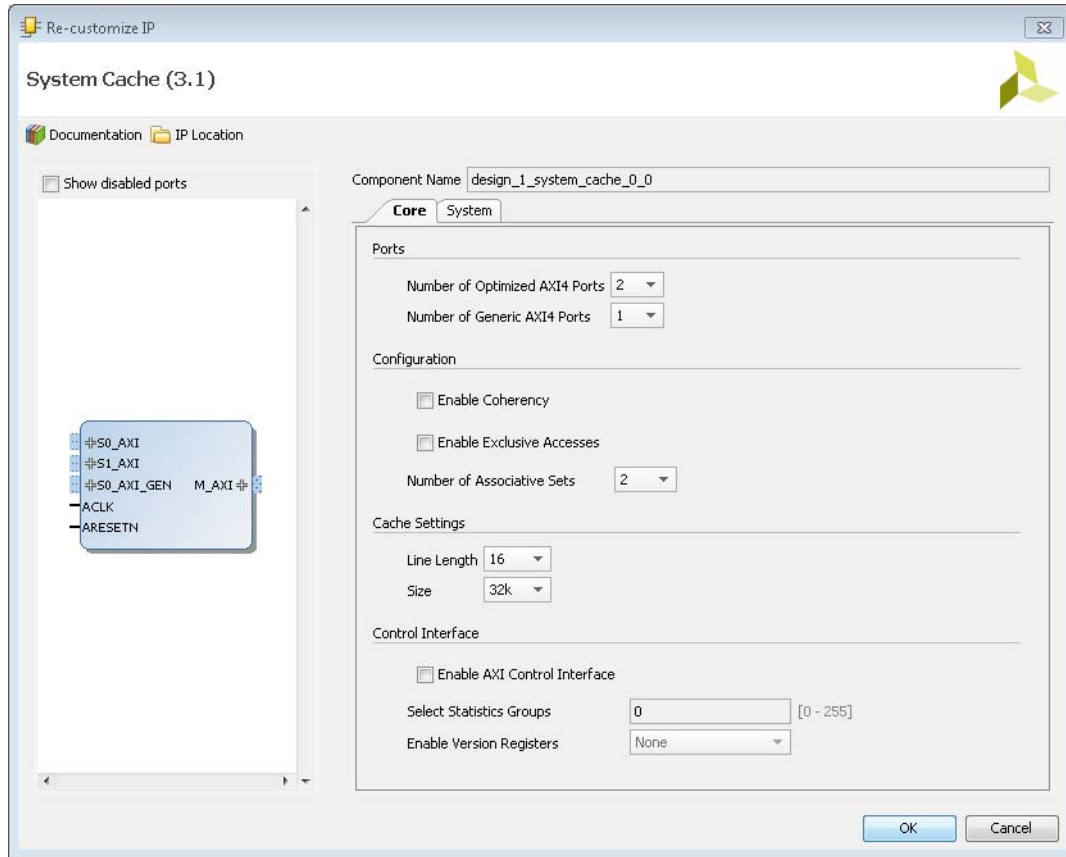 Re-customize IP
System Cache (3.1)
Documentation IP Location
Show disabled ports
Component Name design_1_system_cache_0_0
Core System
Ports
Number of Optimized AXI4 Ports 2
Number of Generic AXI4 Ports 1
Configuration
Enable Coherency
Enable Exclusive Accesses
Number of Associative Sets 2
Cache Settings
Line Length 16
Size 32k
Control Interface
Enable AXI Control Interface
Select Statistics Groups 0 [0 - 255]
Enable Version Registers None
S0_AXI
S1_AXI
S0_AXI_GEN M_AXI
ACLK
ARESETN
OK Cancel